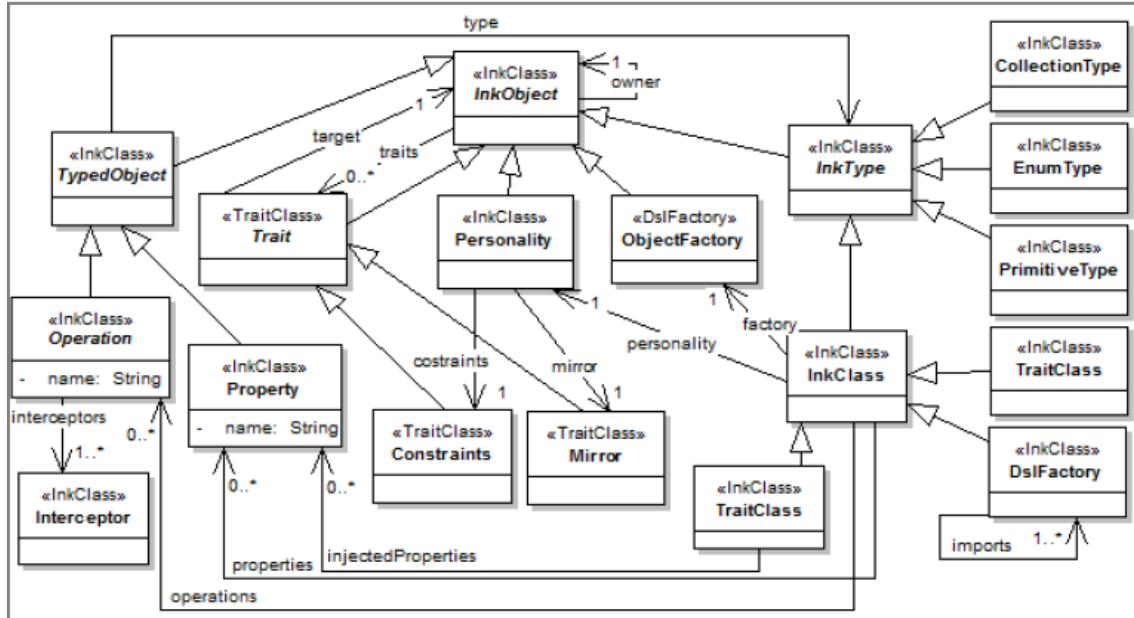 type
«InkClass»
InkObject
1
owner
«InkClass»
CollectionType
«InkClass»
TypedObject
target
1
traits
0..*
«InkClass»
InkType
«InkClass»
EnumType
«TraitClass»
Trait
«InkClass»
Personality
«DslFactory»
ObjectFactory
«InkClass»
PrimitiveType
«InkClass»
Operation
- name: String
«InkClass»
Property
- name: String
costraints
1
mirror
1
1
personality
1
factory
«InkClass»
InkClass
«InkClass»
TraitClass
interceptors
1..*
0..*
«InkClass»
Interceptor
0..*
0..*
«TraitClass»
Constraints
«TraitClass»
Mirror
«InkClass»
TraitClass
«InkClass»
DslFactory
imports
1..*
properties
injectedProperties
operations